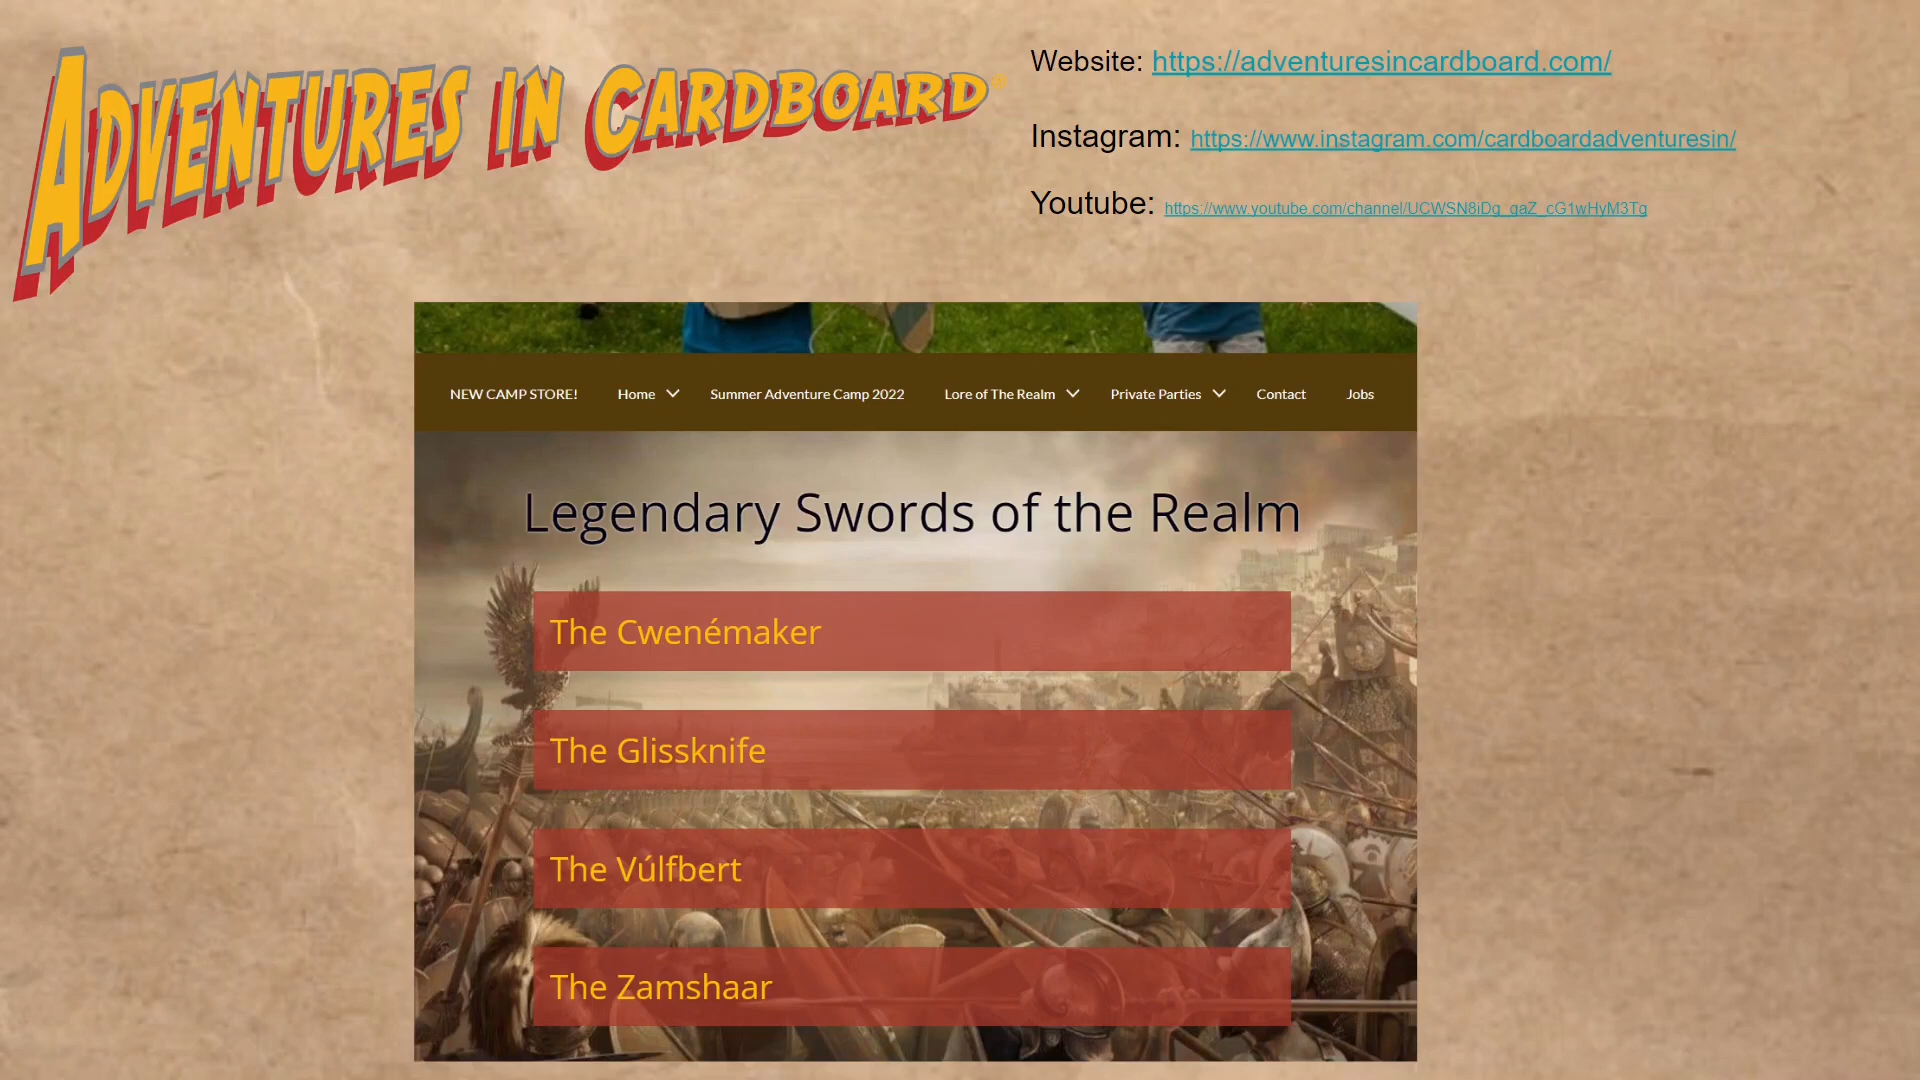 ADVENTURES IN CARDBOARD®
Website: https://adventuresincardboard.com/
Instagram: https://www.instagram.com/cardboardadventuresin/
Youtube: https://www.youtube.com/channel/UCWSN8iDg_gaZ_cG1wHyM3Tg
NEW CAMP STORE! Home Summer Adventure Camp 2022 Lore of The Realm Private Parties Contact Jobs
Legendary Swords of the Realm
The Cwenémaker
The Glissknife
The Vúlfbert
The Zamshaar